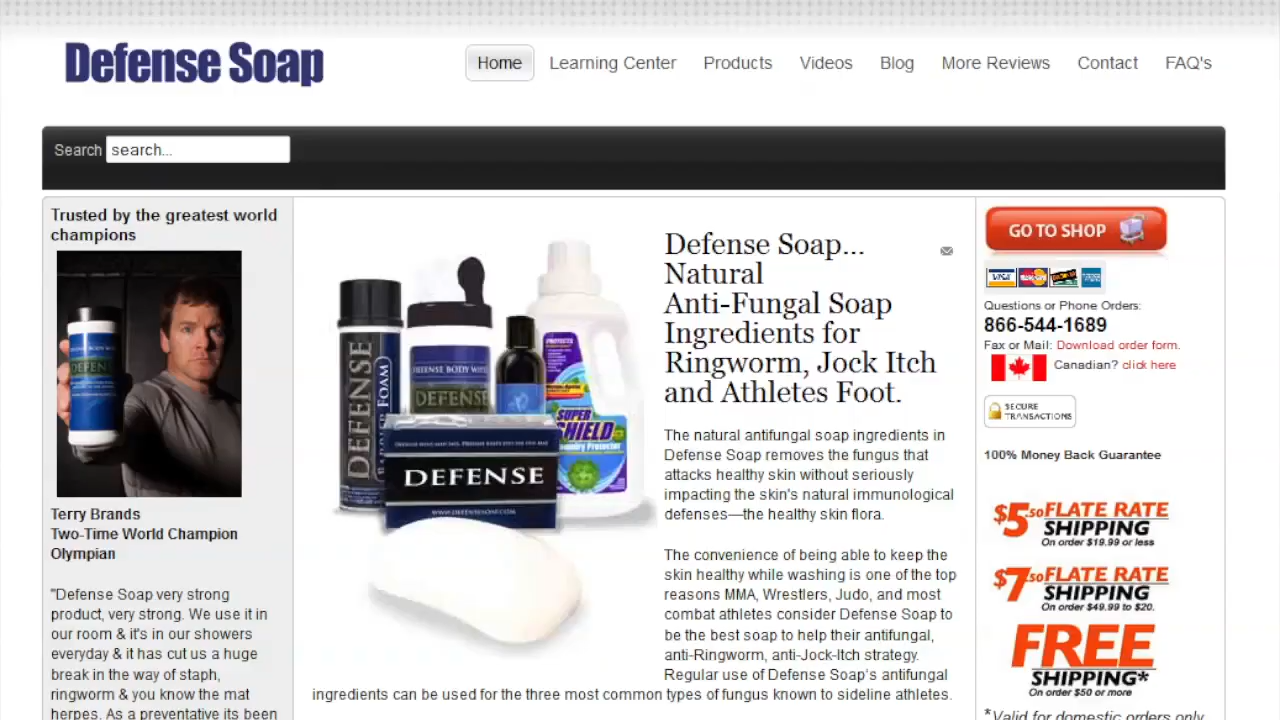 Defense Soap
Home
Learning Center
Products
Videos
Blog
More Reviews
Contact
FAQ's
Search
search...
Trusted by the greatest world
champions
Terry Brands
Two-Time World Champion
Olympian
"Defense Soap very strong
product, very strong. We use it in
our room & it's in our showers
everyday & it has cut us a huge
break in the way of staph,
ringworm & you know the mat
herpes. As a preventative its been
DEFENSE
DEFENSE
BARRIER FOAM
DEFENSE BODY WIPES
DEFENSE
SUPER
SHIELD
Laundry Protector
DEFENSE
WWW.DEFENSESOAP.COM
Defense Soap...
Natural
Anti-Fungal Soap
Ingredients for
Ringworm, Jock Itch
and Athletes Foot.
The natural antifungal soap ingredients in
Defense Soap removes the fungus that
attacks healthy skin without seriously
impacting the skin's natural immunological
defenses—the healthy skin flora.
The convenience of being able to keep the
skin healthy while washing is one of the top
reasons MMA, Wrestlers, Judo, and most
combat athletes consider Defense Soap to
be the best soap to help their antifungal,
anti-Ringworm, anti-Jock-Itch strategy.
Regular use of Defense Soap's antifungal
ingredients can be used for the three most common types of fungus known to sideline athletes.
GO TO SHOP
VISA
Questions or Phone Orders:
866-544-1689
Fax or Mail: Download order form.
Canadian? click here
SECURE
TRANSACTIONS
100% Money Back Guarantee
$5.50 FLATE RATE
SHIPPING
On order $19.99 or less
$7.50 FLATE RATE
SHIPPING
On order $49.99 to $20.
FREE
SHIPPING*
On order $50 or more
*Valid for domestic orders only